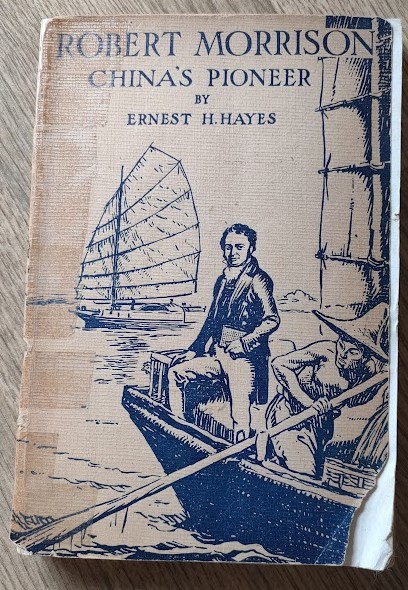 ROBERT MORRISON
CHINA'S PIONEER
BY
ERNEST H. HAYES